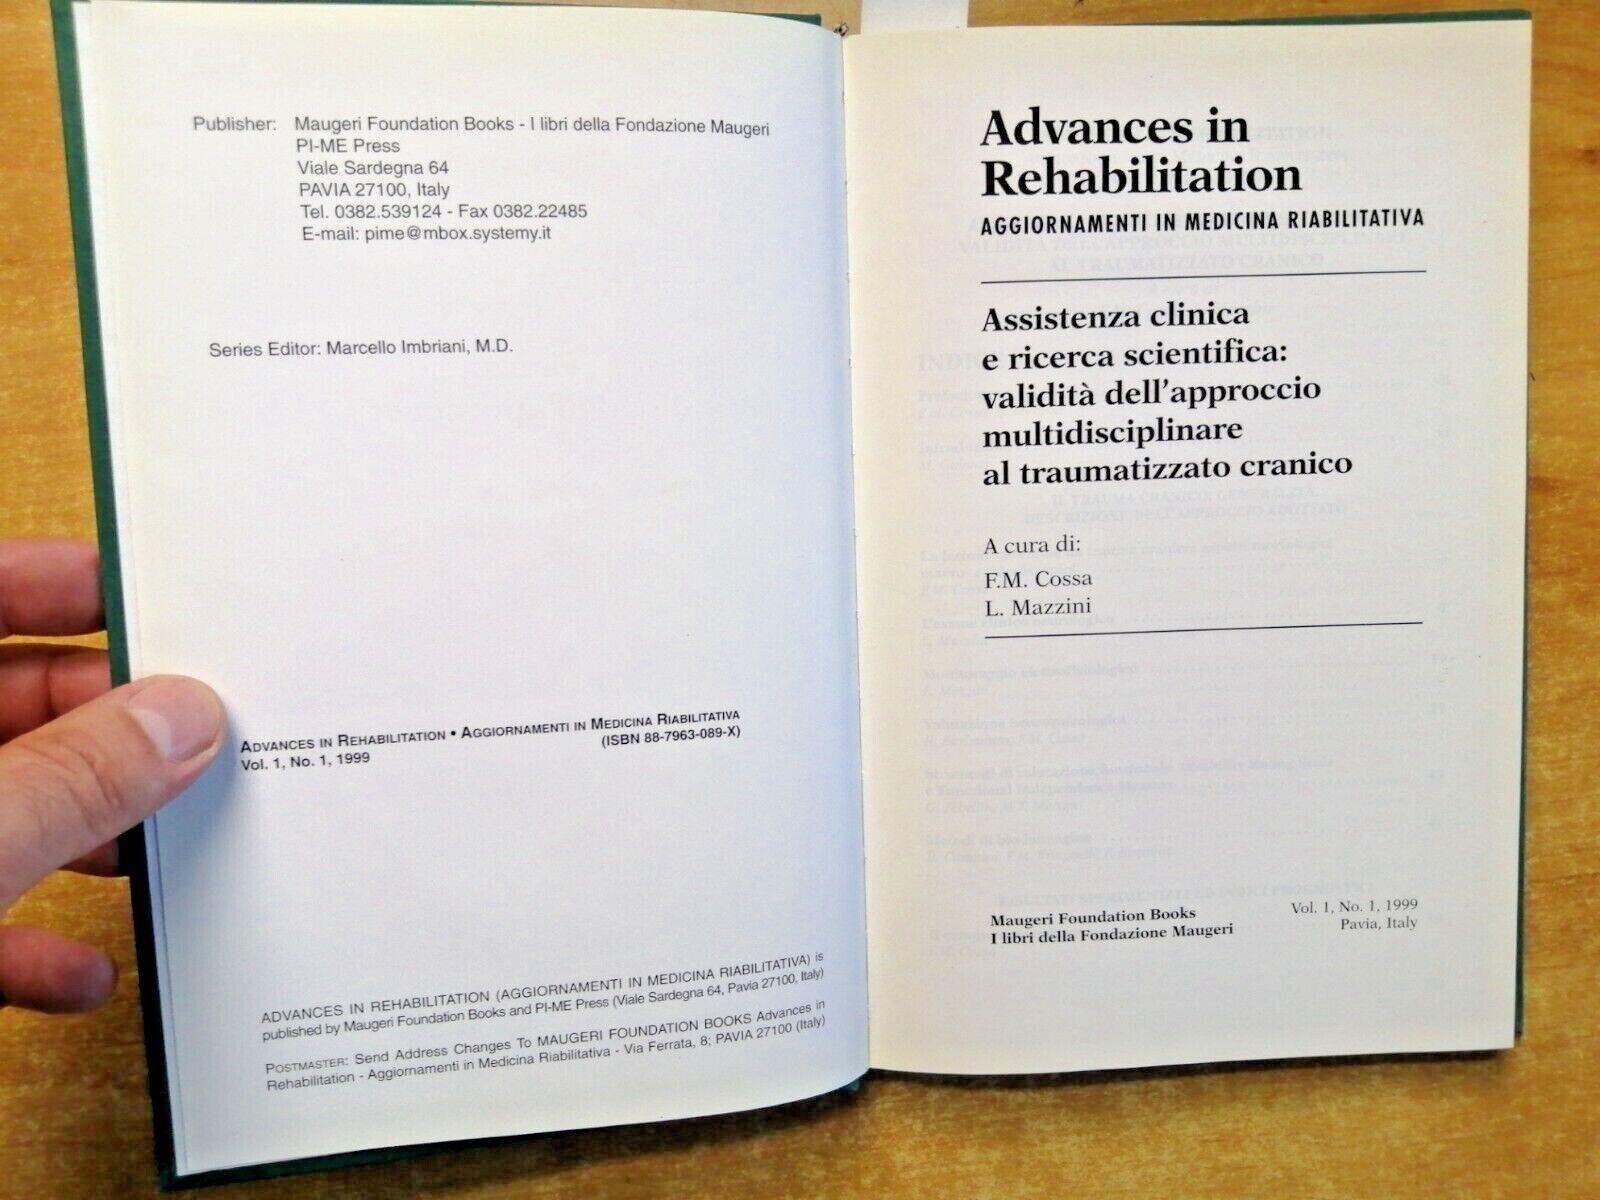 Publisher: Maugeri Foundation Books - I libri della Fondazione Maugeri
PI-ME Press
Viale Sardegna 64
PAVIA 27100, Italy
Tel. 0382.539124 - Fax 0382.22485
E-mail: pime@mbox.systemy.it
Series Editor: Marcello Imbriani, M.D.
ADVANCES IN REHABILITATION • AGGIORNAMENTI IN MEDICINA RIABILITATIVA
Vol. 1, No. 1, 1999 (ISBN 88-7963-089-X)
ADVANCES IN REHABILITATION (AGGIORNAMENTI IN MEDICINA RIABILITATIVA) is
published by Maugeri Foundation Books and PI-ME Press (Viale Sardegna 64, Pavia 27100, Italy)
POSTMASTER: Send Address Changes To MAUGERI FOUNDATION BOOKS Advances in
Rehabilitation - Aggiornamenti in Medicina Riabilitativa - Via Ferrata, 8; PAVIA 27100 (Italy)
Advances in
Rehabilitation
AGGIORNAMENTI IN MEDICINA RIABILITATIVA
Assistenza clinica
e ricerca scientifica:
validità dell'approccio
multidisciplinare
al traumatizzato cranico
A cura di:
F.M. Cossa
L. Mazzini
Maugeri Foundation Books
I libri della Fondazione Maugeri
Vol. 1, No. 1, 1999
Pavia, Italy